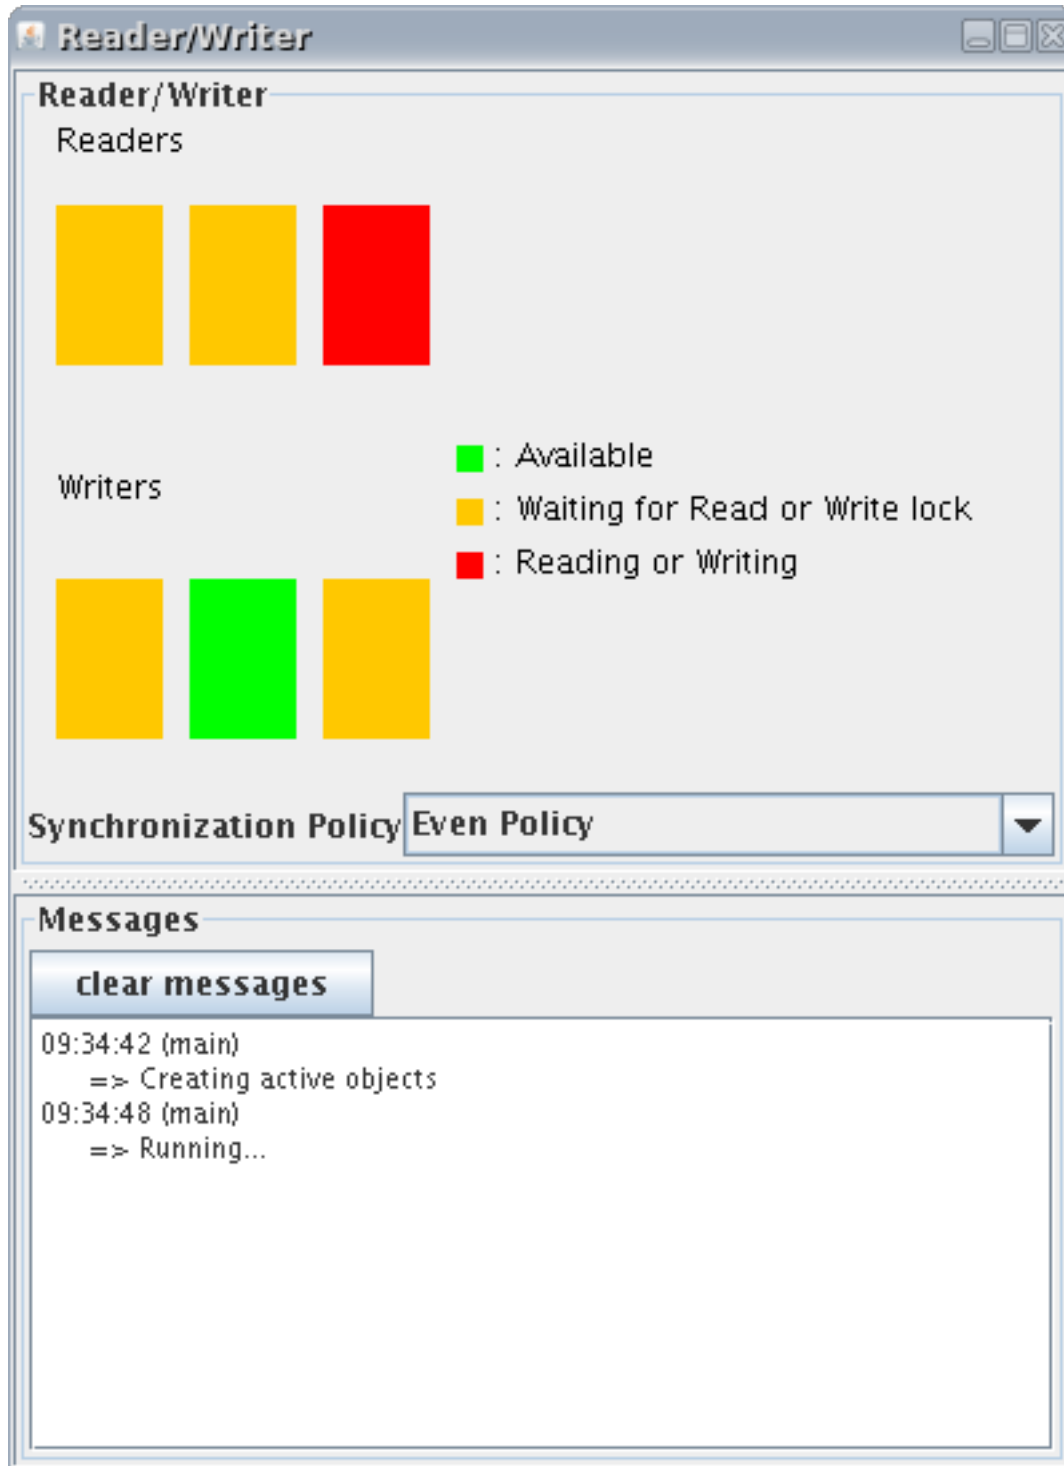 Reader/Writer
Reader/Writer
Readers
Writers
: Available
: Waiting for Read or Write lock
: Reading or Writing
Synchronization Policy Even Policy
Messages
clear messages
09:34:42 (main)
=> Creating active objects
09:34:48 (main)
=> Running...